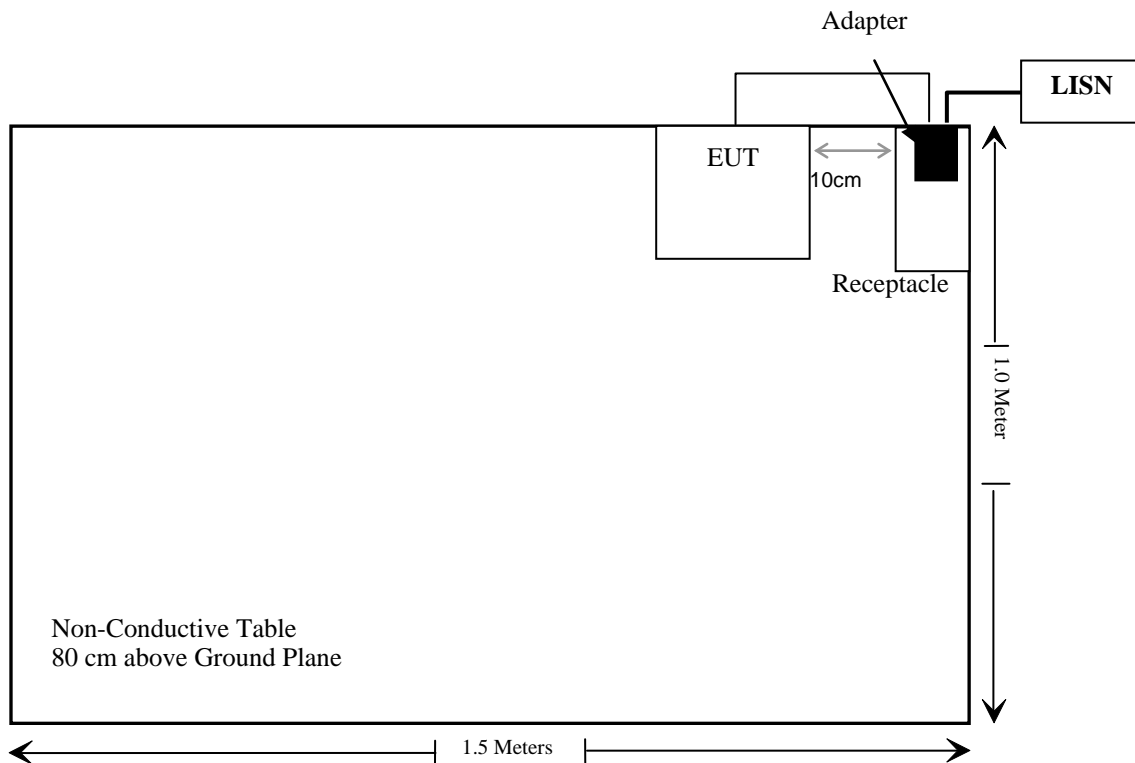 Adapter
LISN
EUT
10cm
Receptacle
1.0 Meter
Non-Conductive Table
80 cm above Ground Plane
1.5 Meters